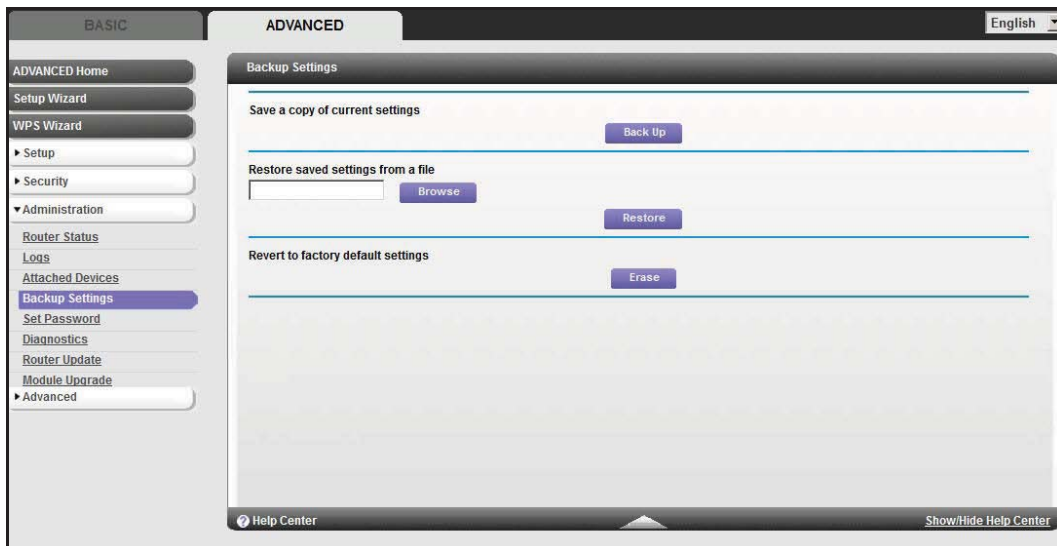 BASIC
ADVANCED
English
ADVANCED Home
Setup Wizard
WPS Wizard
Setup
Security
Administration
Router Status
Logs
Attached Devices
Backup Settings
Set Password
Diagnostics
Router Update
Module Upgrade
Advanced
Backup Settings
Save a copy of current settings
Back Up
Restore saved settings from a file
Browse
Restore
Revert to factory default settings
Erase
Help Center
Show/Hide Help Center